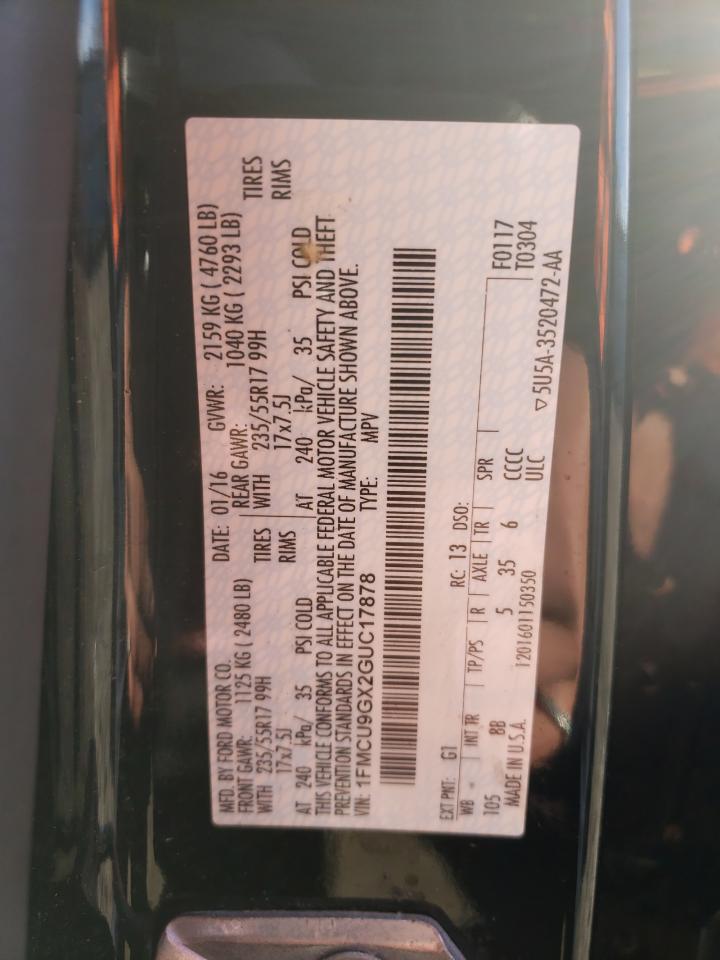 MFD. BY FORD MOTOR CO.
DATE: 01/16 GVWR: 2159 KG ( 4760 LB)
FRONT GAWR: 1125 KG ( 2480 LB) REAR GAWR: 1040 KG ( 2293 LB)
WITH 235/55R17 99H TIRES WITH 235/55R17 99H TIRES
17x7.5J RIMS 17x7.5J RIMS
AT 240 kPa/ 35 PSI COLD AT 240 kPa/ 35 PSI COLD
THIS VEHICLE CONFORMS TO ALL APPLICABLE FEDERAL MOTOR VEHICLE SAFETY AND THEFT
PREVENTION STANDARDS IN EFFECT ON THE DATE OF MANUFACTURE SHOWN ABOVE.
VIN: 1FMCU9GX2GUC17878 TYPE: MPV
EXT PNT: G1 RC: 13 DSO: F0117
T0304
WB - INT TR TP/PS R AXLE TR SPR
105 8B 5 35 6 CCCC
MADE IN U.S.A. 1201601150350 ULC
▽5U5A-3520472-AA